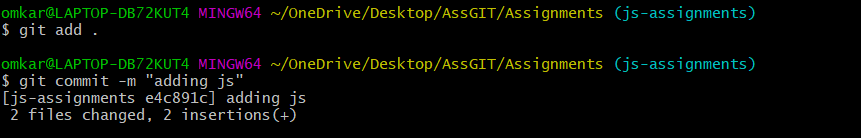 omkar@LAPTOP-DB72KUT4 MINGW64 ~/OneDrive/Desktop/AssGIT/Assignments (js-assignments)
$ git add .
omkar@LAPTOP-DB72KUT4 MINGW64 ~/OneDrive/Desktop/AssGIT/Assignments (js-assignments)
$ git commit -m "adding js"
[js-assignments e4c891c] adding js
 2 files changed, 2 insertions(+)